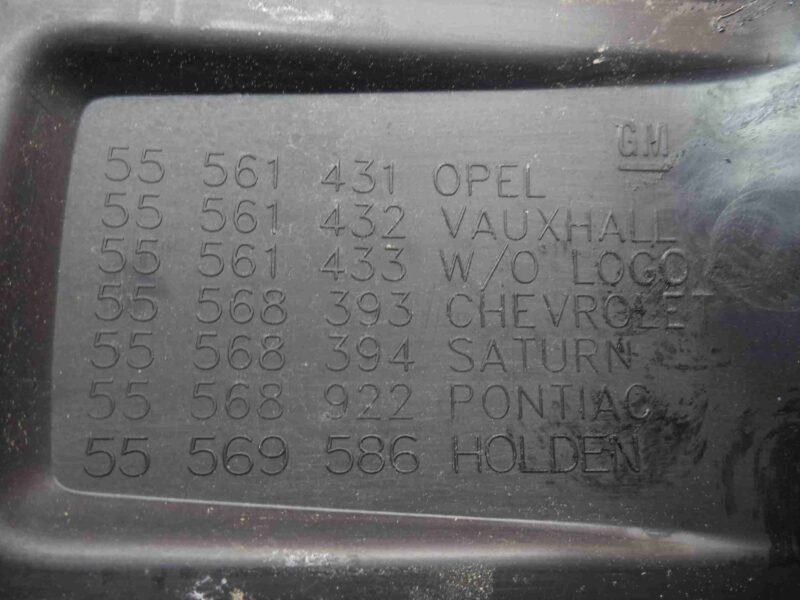 GM
55 561 431 OPEL
55 561 432 VAUXHALL
55 561 433 W/O LOGO
55 568 393 CHEVROLET
55 568 394 SATURN
55 568 922 PONTIAC
55 569 586 HOLDEN